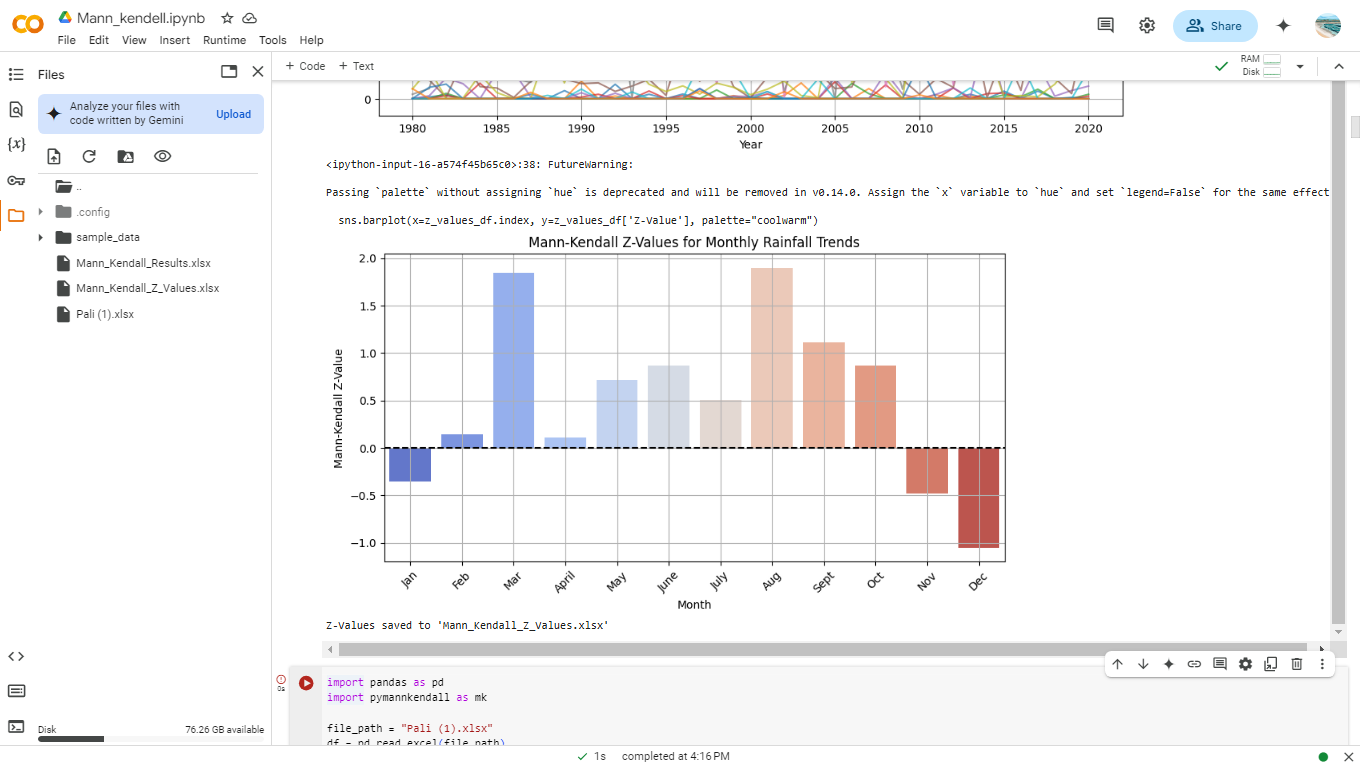 Mann_kendell.ipynb
File Edit View Insert Runtime Tools Help
Share
Files
+ Code + Text
RAM
Disk
Analyze your files with
code written by Gemini
Upload
{x}
..
.config
sample_data
Mann_Kendall_Results.xlsx
Mann_Kendall_Z_Values.xlsx
Pali (1).xlsx
Disk
76.26 GB available
0
1980 1985 1990 1995 2000 2005 2010 2015 2020
Year
<ipython-input-16-a574f45b65c0>:38: FutureWarning:
Passing `palette` without assigning `hue` is deprecated and will be removed in v0.14.0. Assign the `x` variable to `hue` and set `legend=False` for the same effect
sns.barplot(x=z_values_df.index, y=z_values_df['Z-Value'], palette="coolwarm")
Mann-Kendall Z-Values for Monthly Rainfall Trends
Mann-Kendall Z-Value
2.0
1.5
1.0
0.5
0.0
−0.5
−1.0
Jan Feb Mar April May June July Aug Sept Oct Nov Dec
Month
Z-Values saved to 'Mann_Kendall_Z_Values.xlsx'
0s
import pandas as pd
import pymannkendall as mk
file_path = "Pali (1).xlsx"
df = pd.read_excel(file_path)
1s completed at 4:16 PM